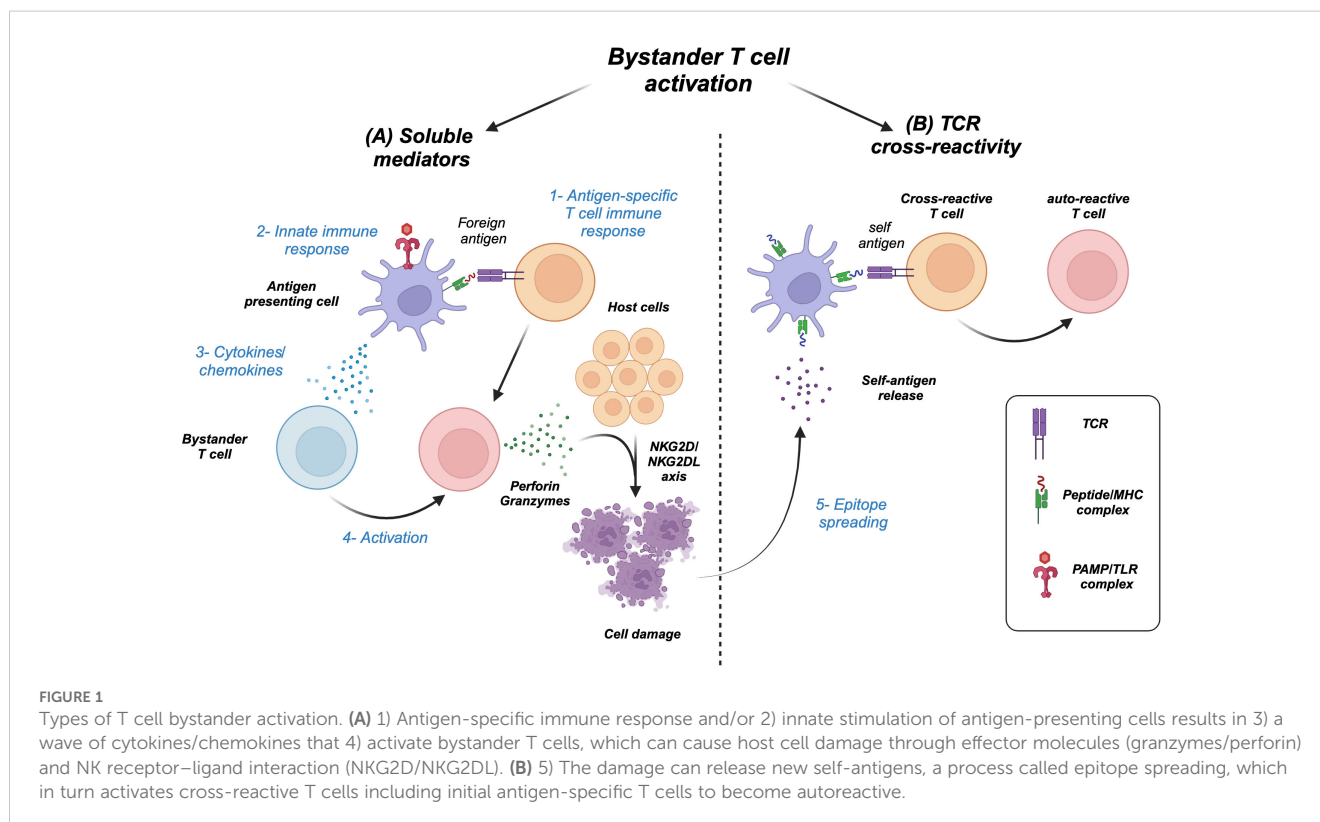 Bystander T cell
activation
(A) Soluble
mediators
1- Antigen-specific
T cell immune
response
2- Innate immune
response
Foreign
antigen
Antigen
presenting cell
Host cells
3- Cytokines/
chemokines
Bystander
T cell
Perforin
Granzymes
NKG2D/
NKG2DL
axis
4- Activation
Cell damage
(B) TCR
cross-reactivity
Cross-reactive
T cell
auto-reactive
T cell
self
antigen
Self-antigen
release
5- Epitope
spreading
TCR
Peptide/MHC
complex
PAMP/TLR
complex
FIGURE 1
Types of T cell bystander activation. (A) 1) Antigen-specific immune response and/or 2) innate stimulation of antigen-presenting cells results in 3) a
wave of cytokines/chemokines that 4) activate bystander T cells, which can cause host cell damage through effector molecules (granzymes/perforin)
and NK receptor–ligand interaction (NKG2D/NKG2DL). (B) 5) The damage can release new self-antigens, a process called epitope spreading, which
in turn activates cross-reactive T cells including initial antigen-specific T cells to become autoreactive.